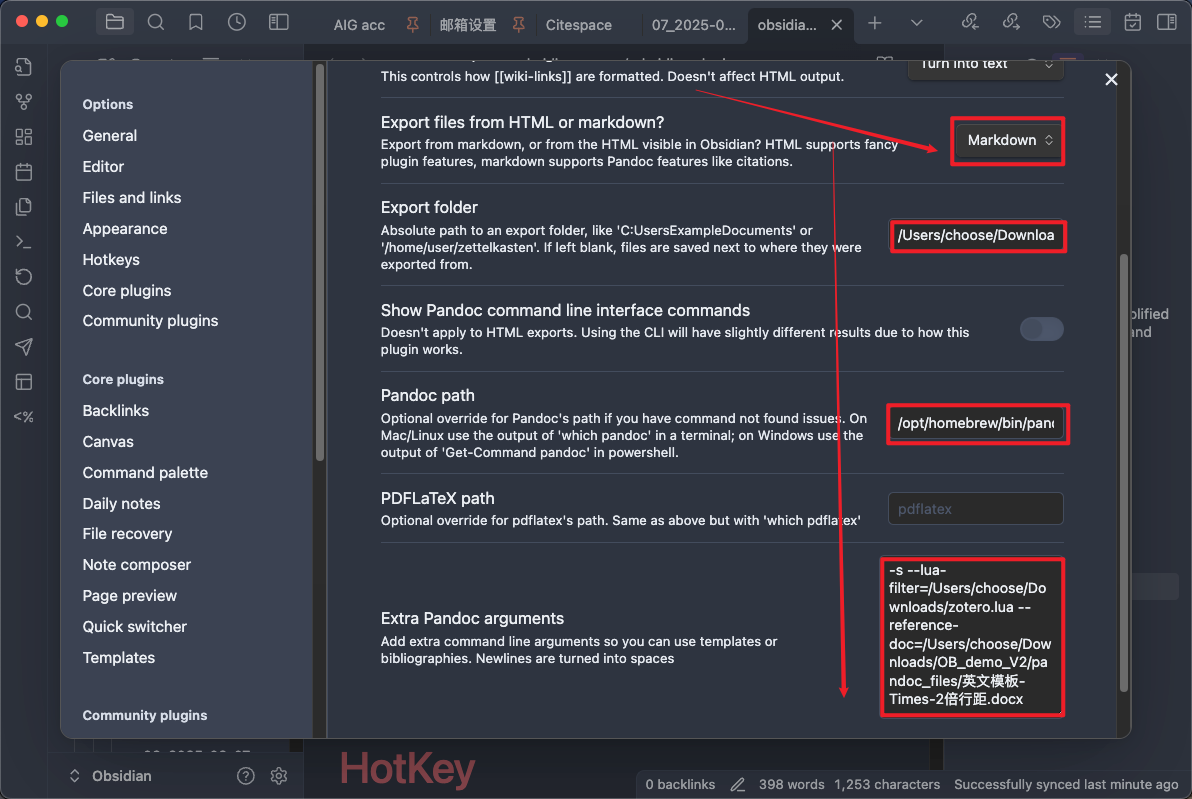 AIG acc
邮箱设置
Citespace
07_2025-0...
obsidia...
Options
General
Editor
Files and links
Appearance
Hotkeys
Core plugins
Community plugins
Core plugins
Backlinks
Canvas
Command palette
Daily notes
File recovery
Note composer
Page preview
Quick switcher
Templates
Community plugins
This controls how [[wiki-links]] are formatted. Doesn't affect HTML output.
Turn into text
Export files from HTML or markdown?
Export from markdown, or from the HTML visible in Obsidian? HTML supports fancy
plugin features, markdown supports Pandoc features like citations.
Markdown
Export folder
Absolute path to an export folder, like 'C:UsersExampleDocuments' or
'/home/user/zettelkasten'. If left blank, files are saved next to where they were
exported from.
/Users/choose/Downloa
Show Pandoc command line interface commands
Doesn't apply to HTML exports. Using the CLI will have slightly different results due to how this
plugin works.
Pandoc path
Optional override for Pandoc's path if you have command not found issues. On
Mac/Linux use the output of 'which pandoc' in a terminal; on Windows use the
output of 'Get-Command pandoc' in powershell.
/opt/homebrew/bin/pan
PDFLaTeX path
Optional override for pdflatex's path. Same as above but with 'which pdflatex'
pdflatex
Extra Pandoc arguments
Add extra command line arguments so you can use templates or
bibliographies. Newlines are turned into spaces
-s --lua-
filter=/Users/choose/Do
wnloads/zotero.lua --
reference-
doc=/Users/choose/Dow
nloads/OB_demo_V2/pa
ndoc_files/英文模板-
Times-2倍行距.docx
plified
and
Obsidian
HotKey
0 backlinks
398 words
1,253 characters
Successfully synced last minute ago